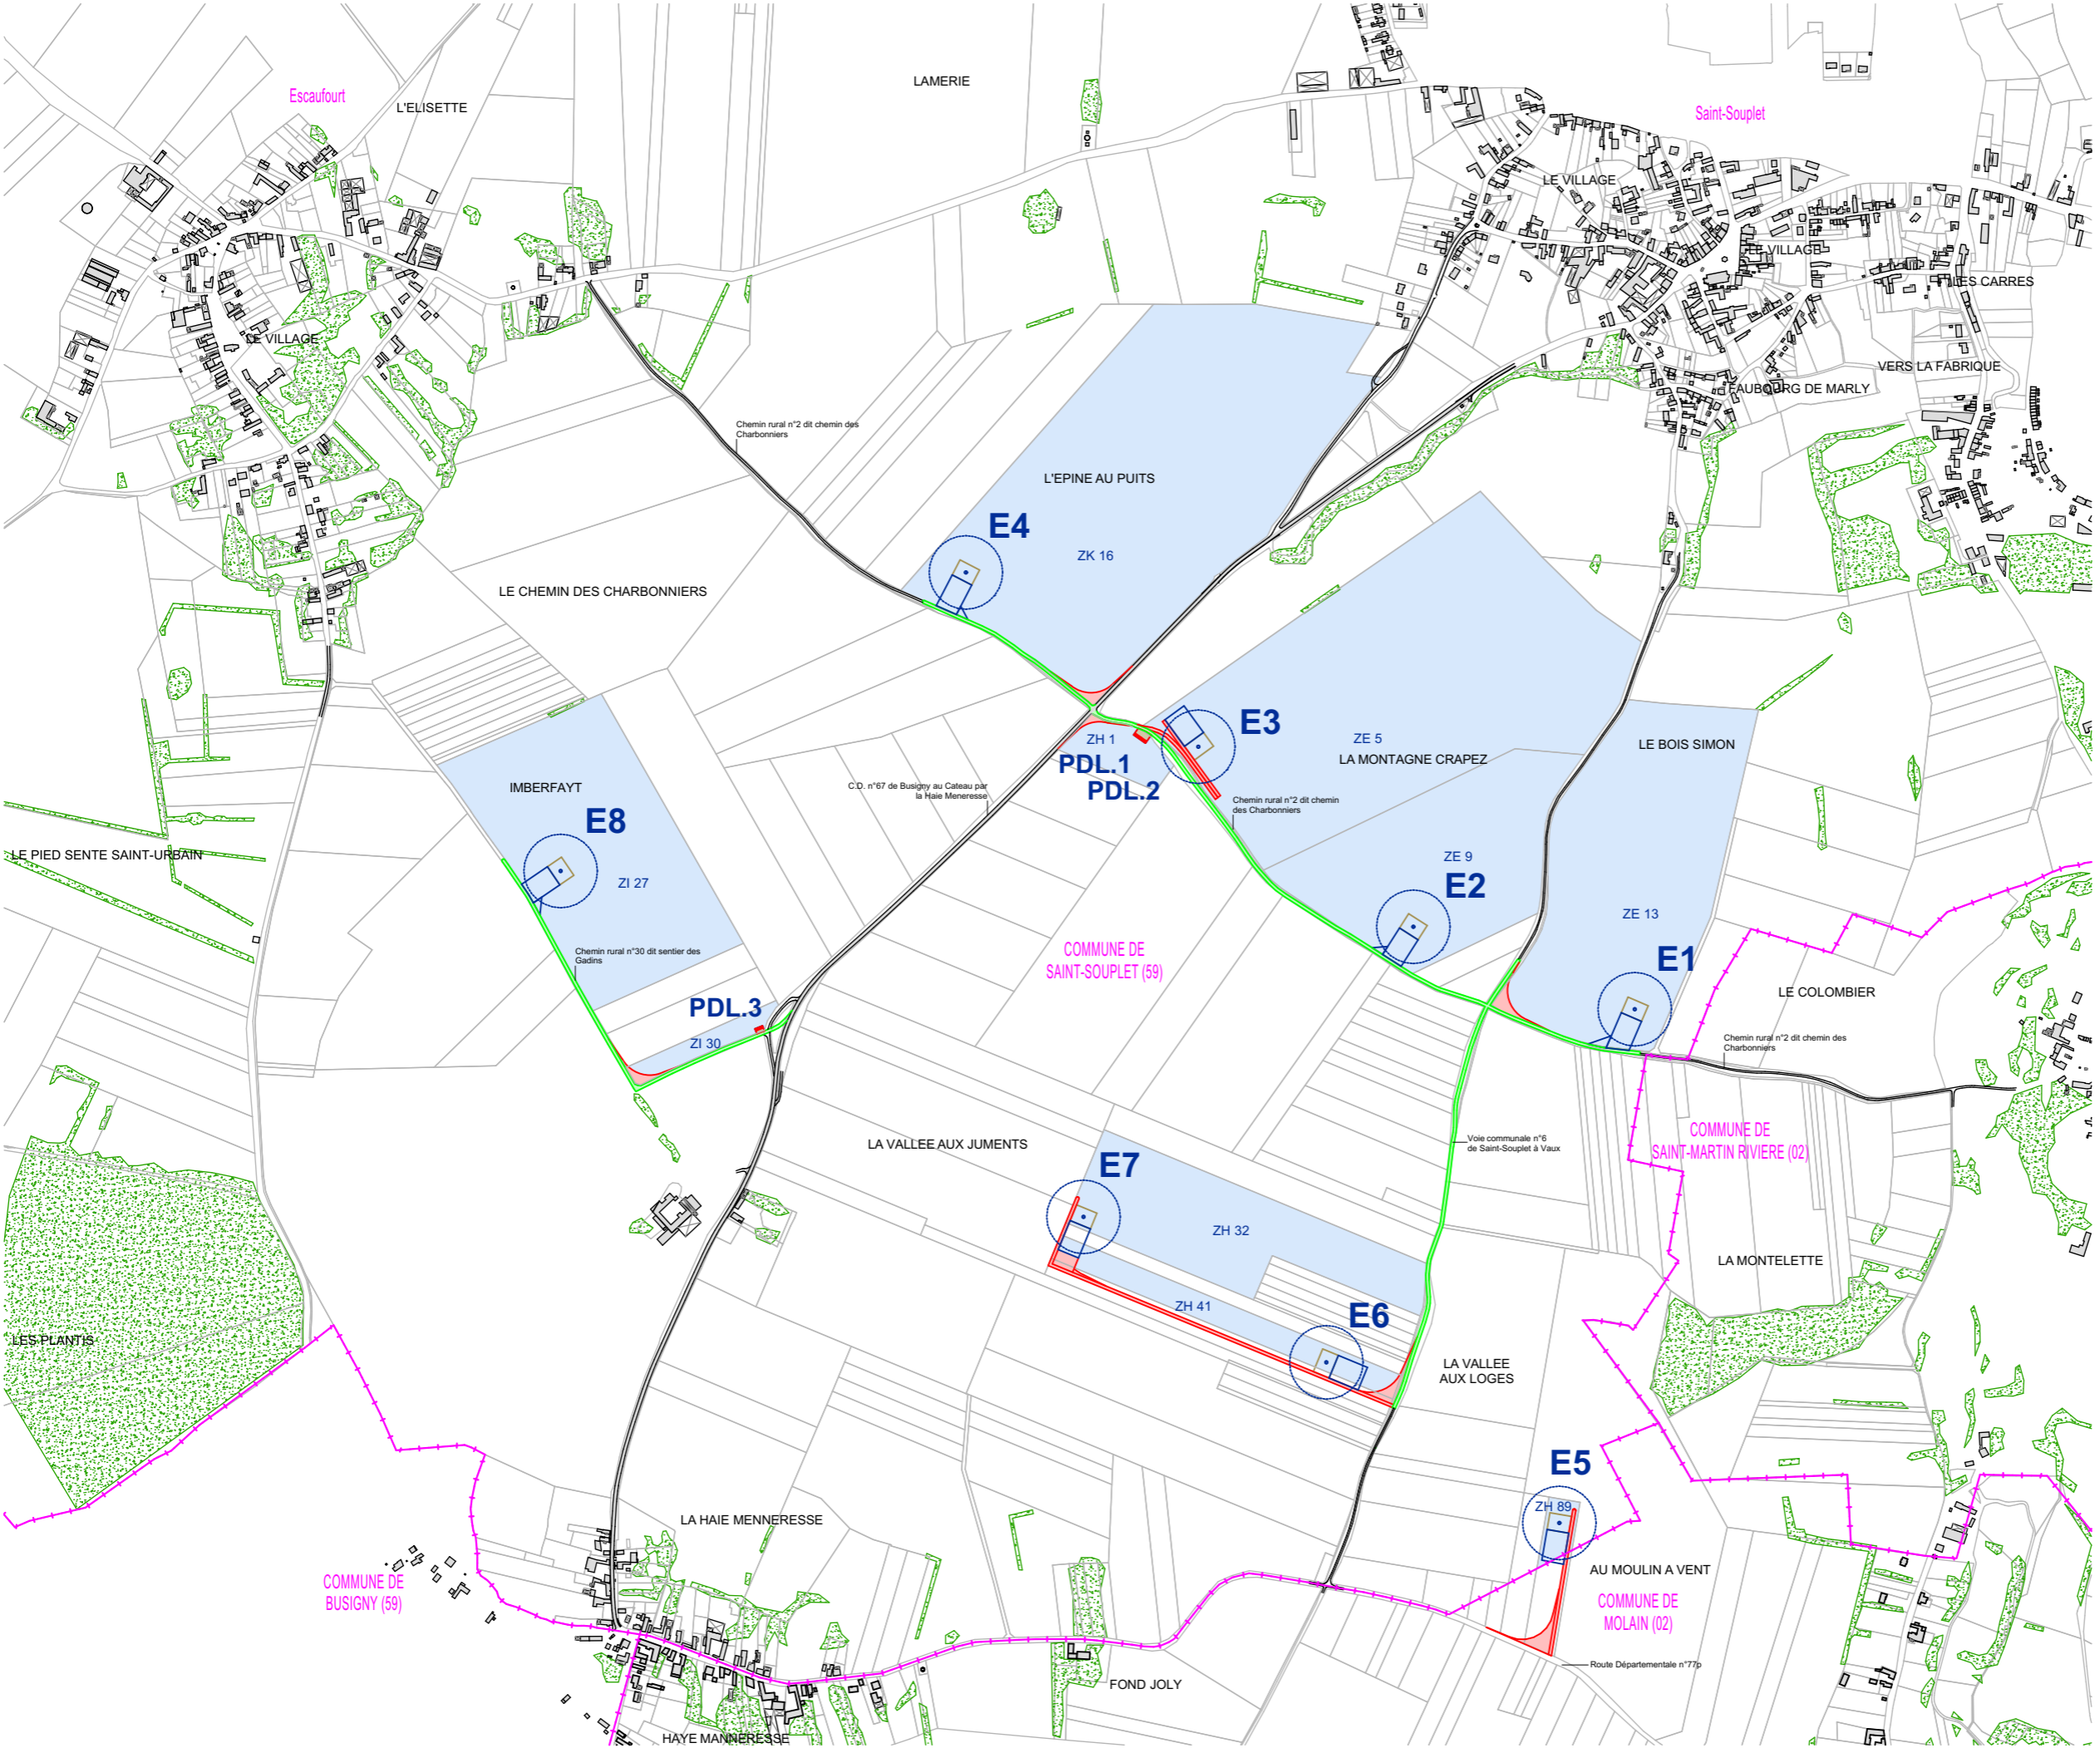 LAMERIE
Escaufourt
L'ELISETTE
Saint-Souplet
LE VILLAGE
LE VILLAGE
LES CARRES
LE VILLAGE
VERS LA FABRIQUE
FAUBOURG DE MARLY
Chemin rural n°2 dit chemin des
Charbonniers
L'EPINE AU PUITS
E4
ZK 16
LE CHEMIN DES CHARBONNIERS
E3
ZH 1
ZE 5
LA MONTAGNE CRAPEZ
LE BOIS SIMON
PDL.1
PDL.2
IMBERFAYT
C.D. n°67 de Busigny au Cateau par
la Haie Meneresse
Chemin rural n°2 dit chemin
des Charbonniers
E8
LE PIED SENTE SAINT-URBAIN
ZI 27
ZE 9
E2
ZE 13
Chemin rural n°30 dit sentier des
Gadins
COMMUNE DE
SAINT-SOUPLET (59)
E1
LE COLOMBIER
PDL.3
ZI 30
Chemin rural n°2 dit chemin des
Charbonniers
LA VALLEE AUX JUMENTS
Voie communale n°6
de Saint-Souplet à Vaux
COMMUNE DE
SAINT-MARTIN RIVIERE (02)
E7
ZH 32
LA MONTELETTE
ZH 41
E6
LES PLANTIS
LA VALLEE
AUX LOGES
E5
ZH 89
LA HAIE MENNERESSE
AU MOULIN A VENT
COMMUNE DE
BUSIGNY (59)
COMMUNE DE
MOLAIN (02)
Route Départementale n°77p
FOND JOLY
HAYE MANNERESSE